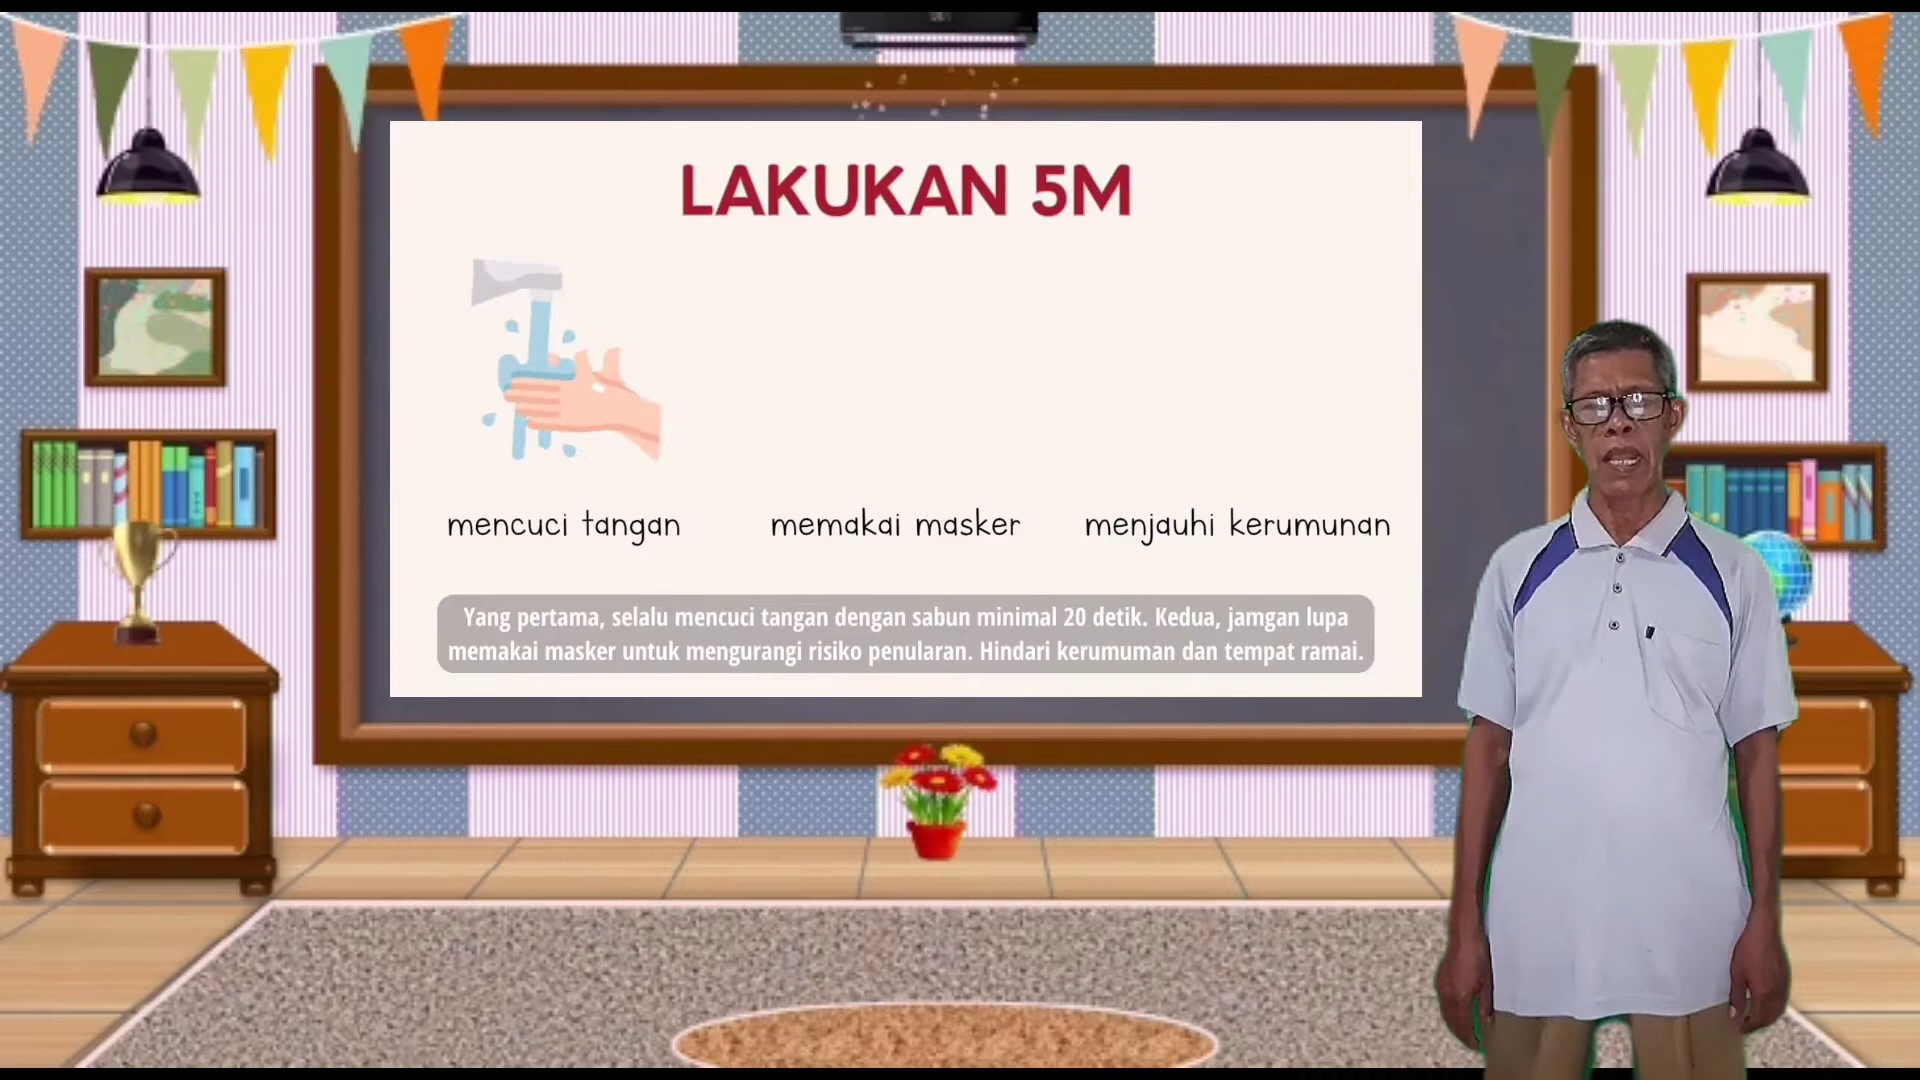 LAKUKAN 5M
mencuci tangan
memakai masker
menjauhi kerumunan
Yang pertama, selalu mencuci tangan dengan sabun minimal 20 detik. Kedua, jamgan lupa
memakai masker untuk mengurangi risiko penularan. Hindari kerumuman dan tempat ramai.